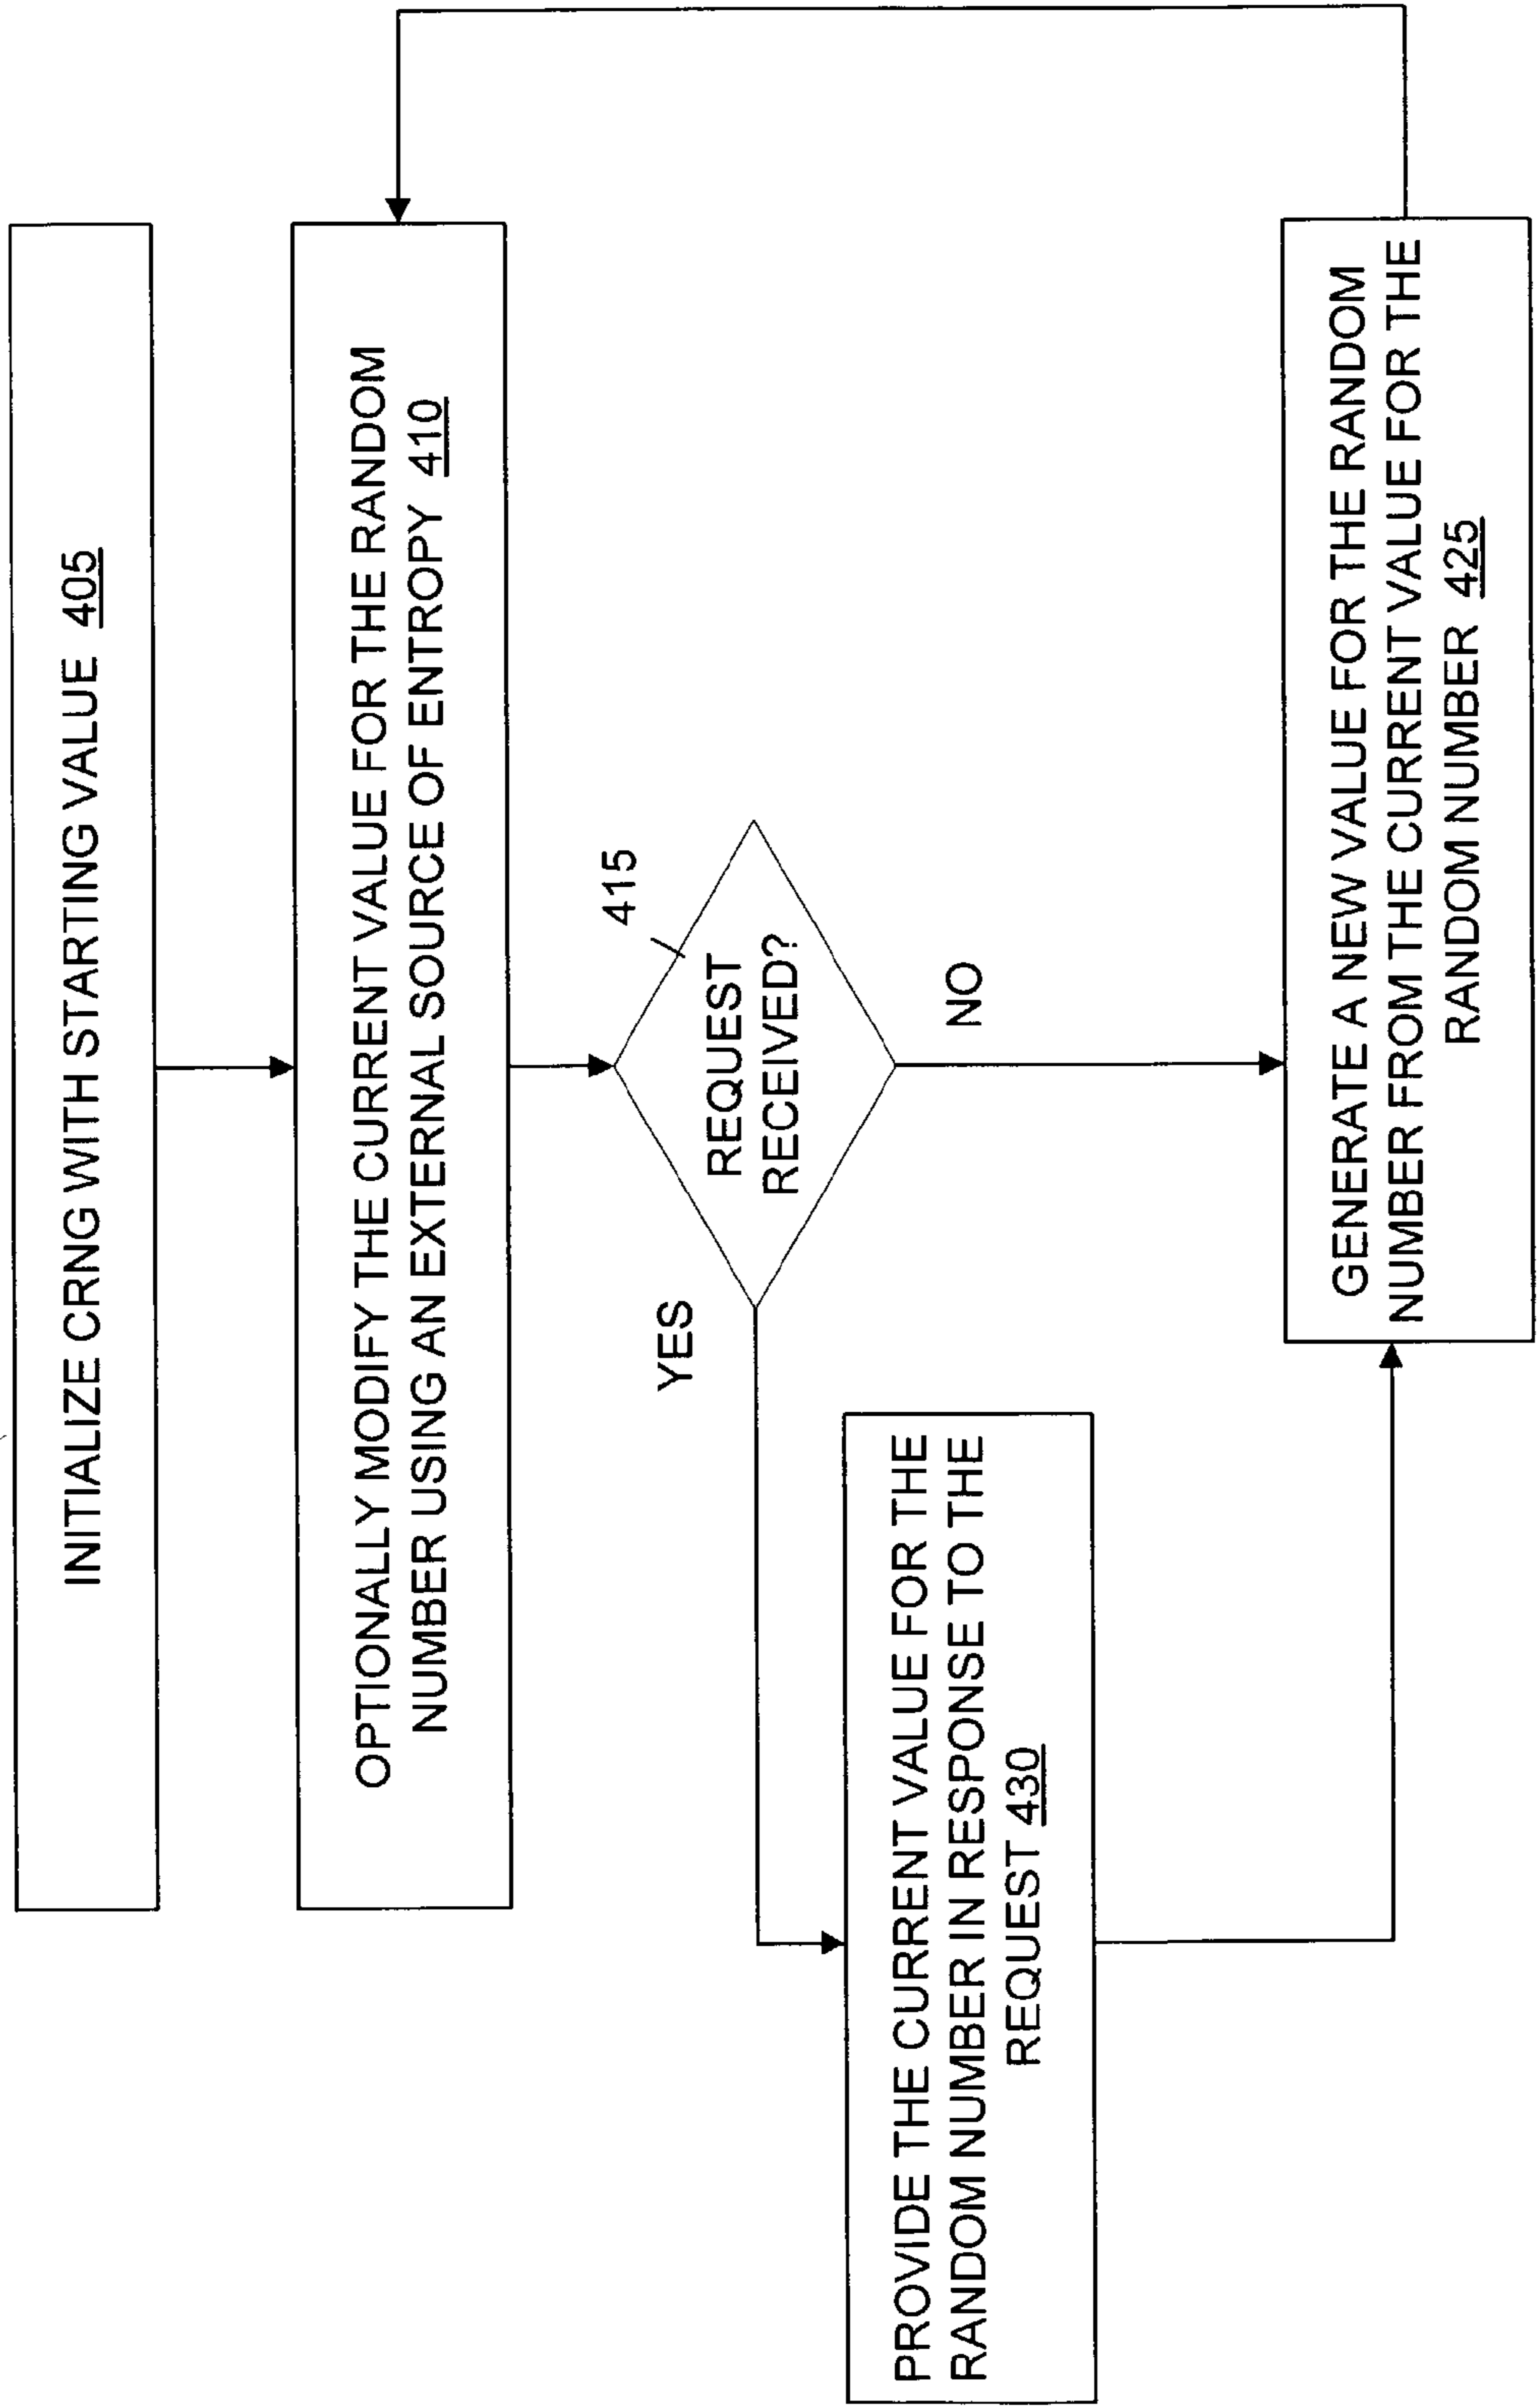 INITIALIZE CRNG WITH STARTING VALUE 405
OPTIONALLY MODIFY THE CURRENT VALUE FOR THE RANDOM
NUMBER USING AN EXTERNAL SOURCE OF ENTROPY 410
415
REQUEST
RECEIVED?
YES
NO
PROVIDE THE CURRENT VALUE FOR THE
RANDOM NUMBER IN RESPONSE TO THE
REQUEST 430
GENERATE A NEW VALUE FOR THE RANDOM
NUMBER FROM THE CURRENT VALUE FOR THE
RANDOM NUMBER 425